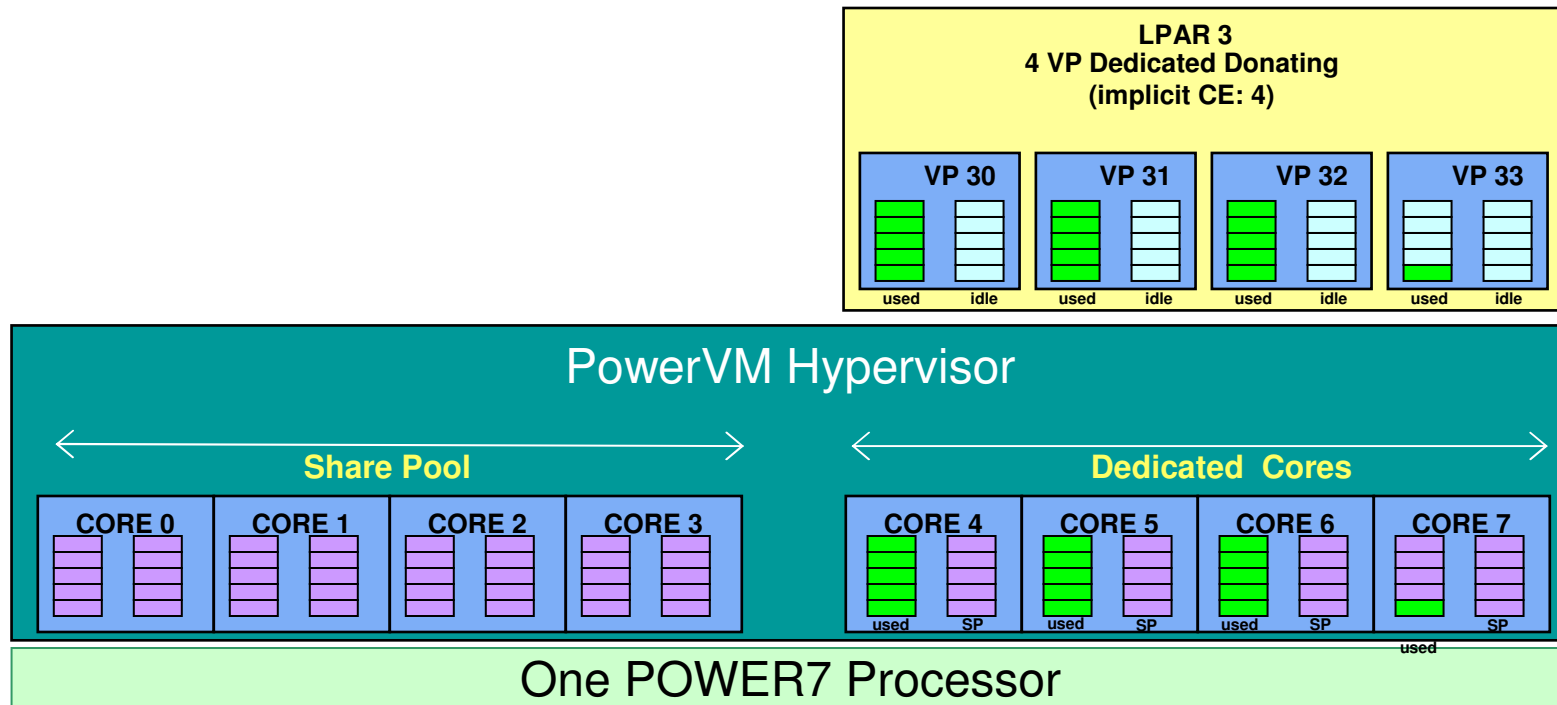 LPAR 3
4 VP Dedicated Donating
(implicit CE: 4)
VP 30 VP 31 VP 32 VP 33
used idle used idle used idle used idle
PowerVM Hypervisor
Share Pool Dedicated Cores
CORE 0 CORE 1 CORE 2 CORE 3 CORE 4 CORE 5 CORE 6 CORE 7
used SP used SP used SP used SP
One POWER7 Processor